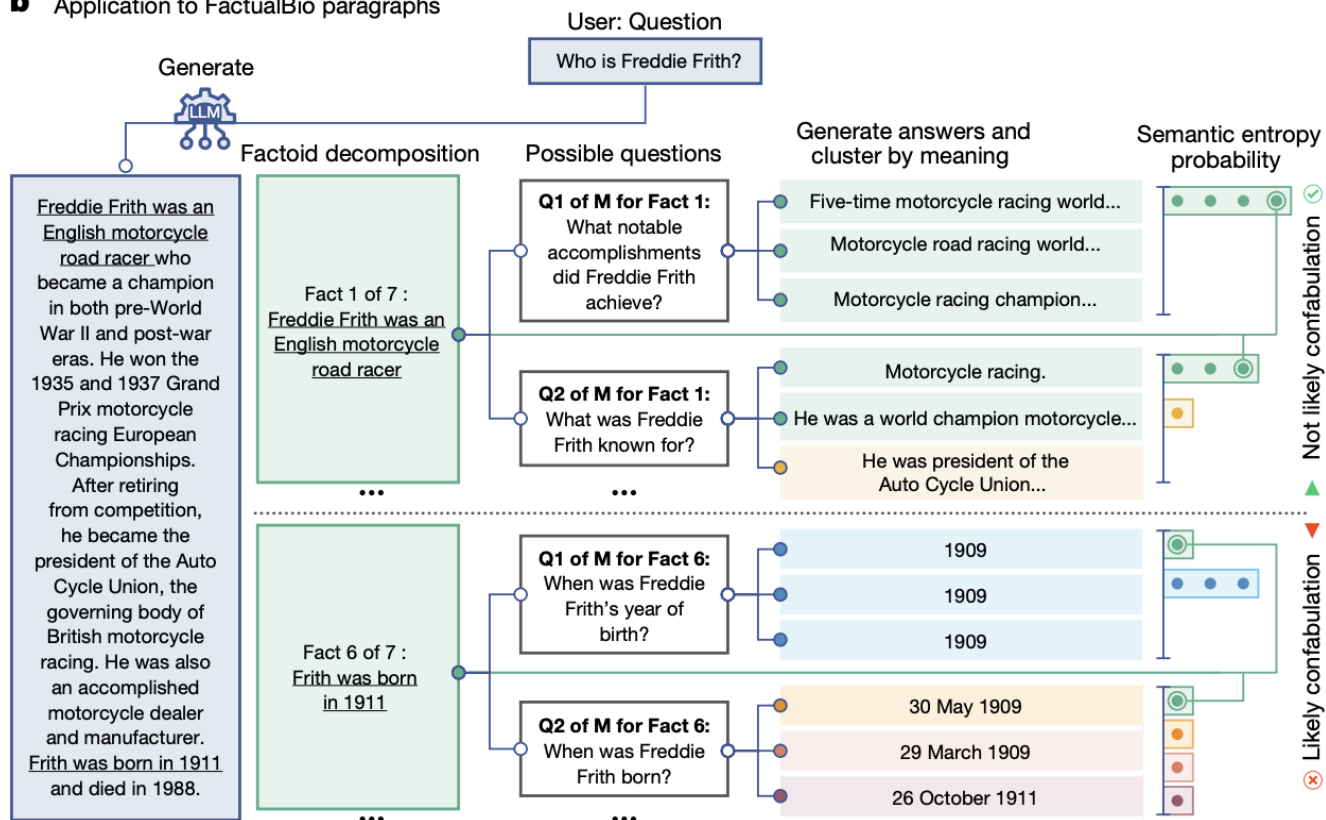 b Application to FactualBio paragraphs
User: Question
Who is Freddie Frith?
Generate
LLM
Factoid decomposition
Possible questions
Generate answers and
cluster by meaning
Semantic entropy
probability
Freddie Frith was an
English motorcycle
road racer who
became a champion
in both pre-World
War II and post-war
eras. He won the
1935 and 1937 Grand
Prix motorcycle
racing European
Championships.
After retiring
from competition,
he became the
president of the Auto
Cycle Union, the
governing body of
British motorcycle
racing. He was also
an accomplished
motorcycle dealer
and manufacturer.
Frith was born in 1911
and died in 1988.
Fact 1 of 7 :
Freddie Frith was an
English motorcycle
road racer
...
Q1 of M for Fact 1:
What notable
accomplishments
did Freddie Frith
achieve?
Five-time motorcycle racing world...
Motorcycle road racing world...
Motorcycle racing champion...
Q2 of M for Fact 1:
What was Freddie
Frith known for?
...
Motorcycle racing.
He was a world champion motorcycle...
He was president of the
Auto Cycle Union...
Not likely confabulation
Fact 6 of 7 :
Frith was born
in 1911
...
Q1 of M for Fact 6:
When was Freddie
Frith's year of
birth?
1909
1909
1909
Q2 of M for Fact 6:
When was Freddie
Frith born?
...
30 May 1909
29 March 1909
26 October 1911
Likely confabulation